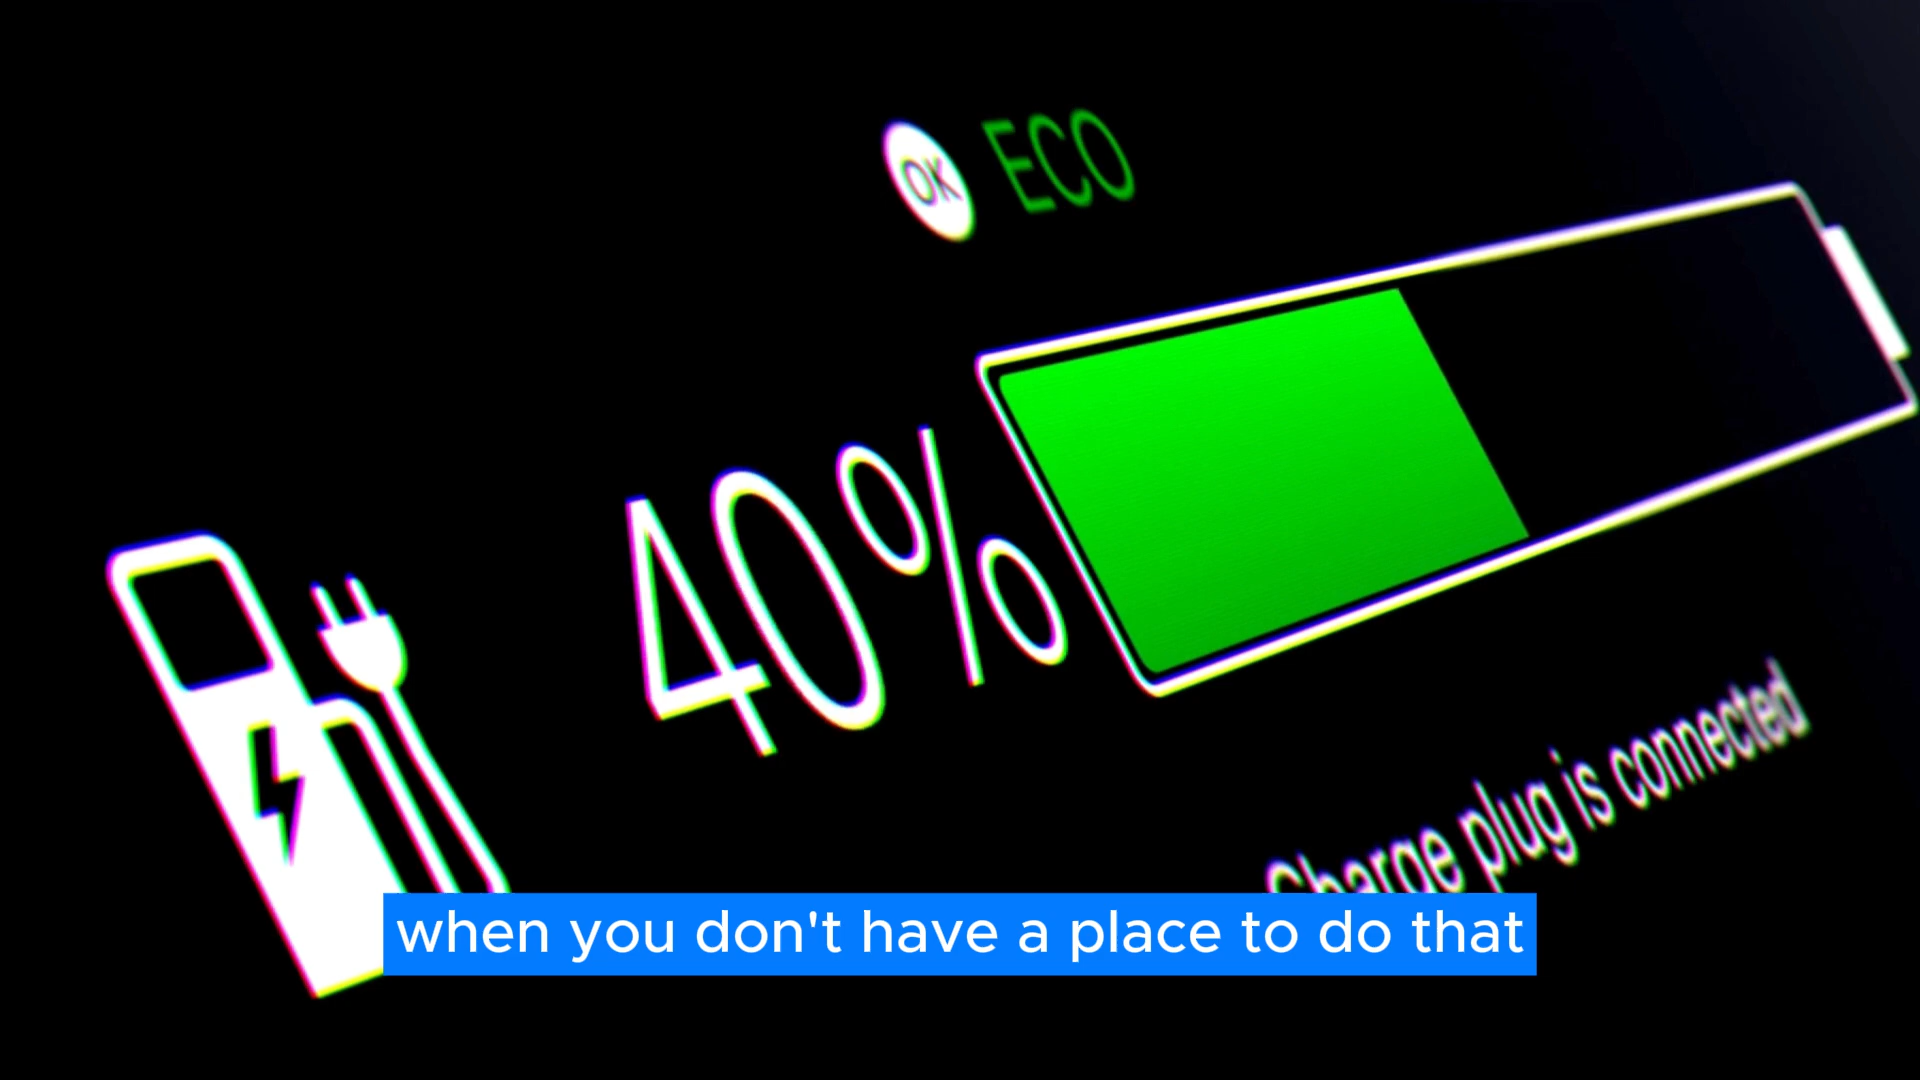 OK ECO
40%
Charge plug is connected
when you don't have a place to do that